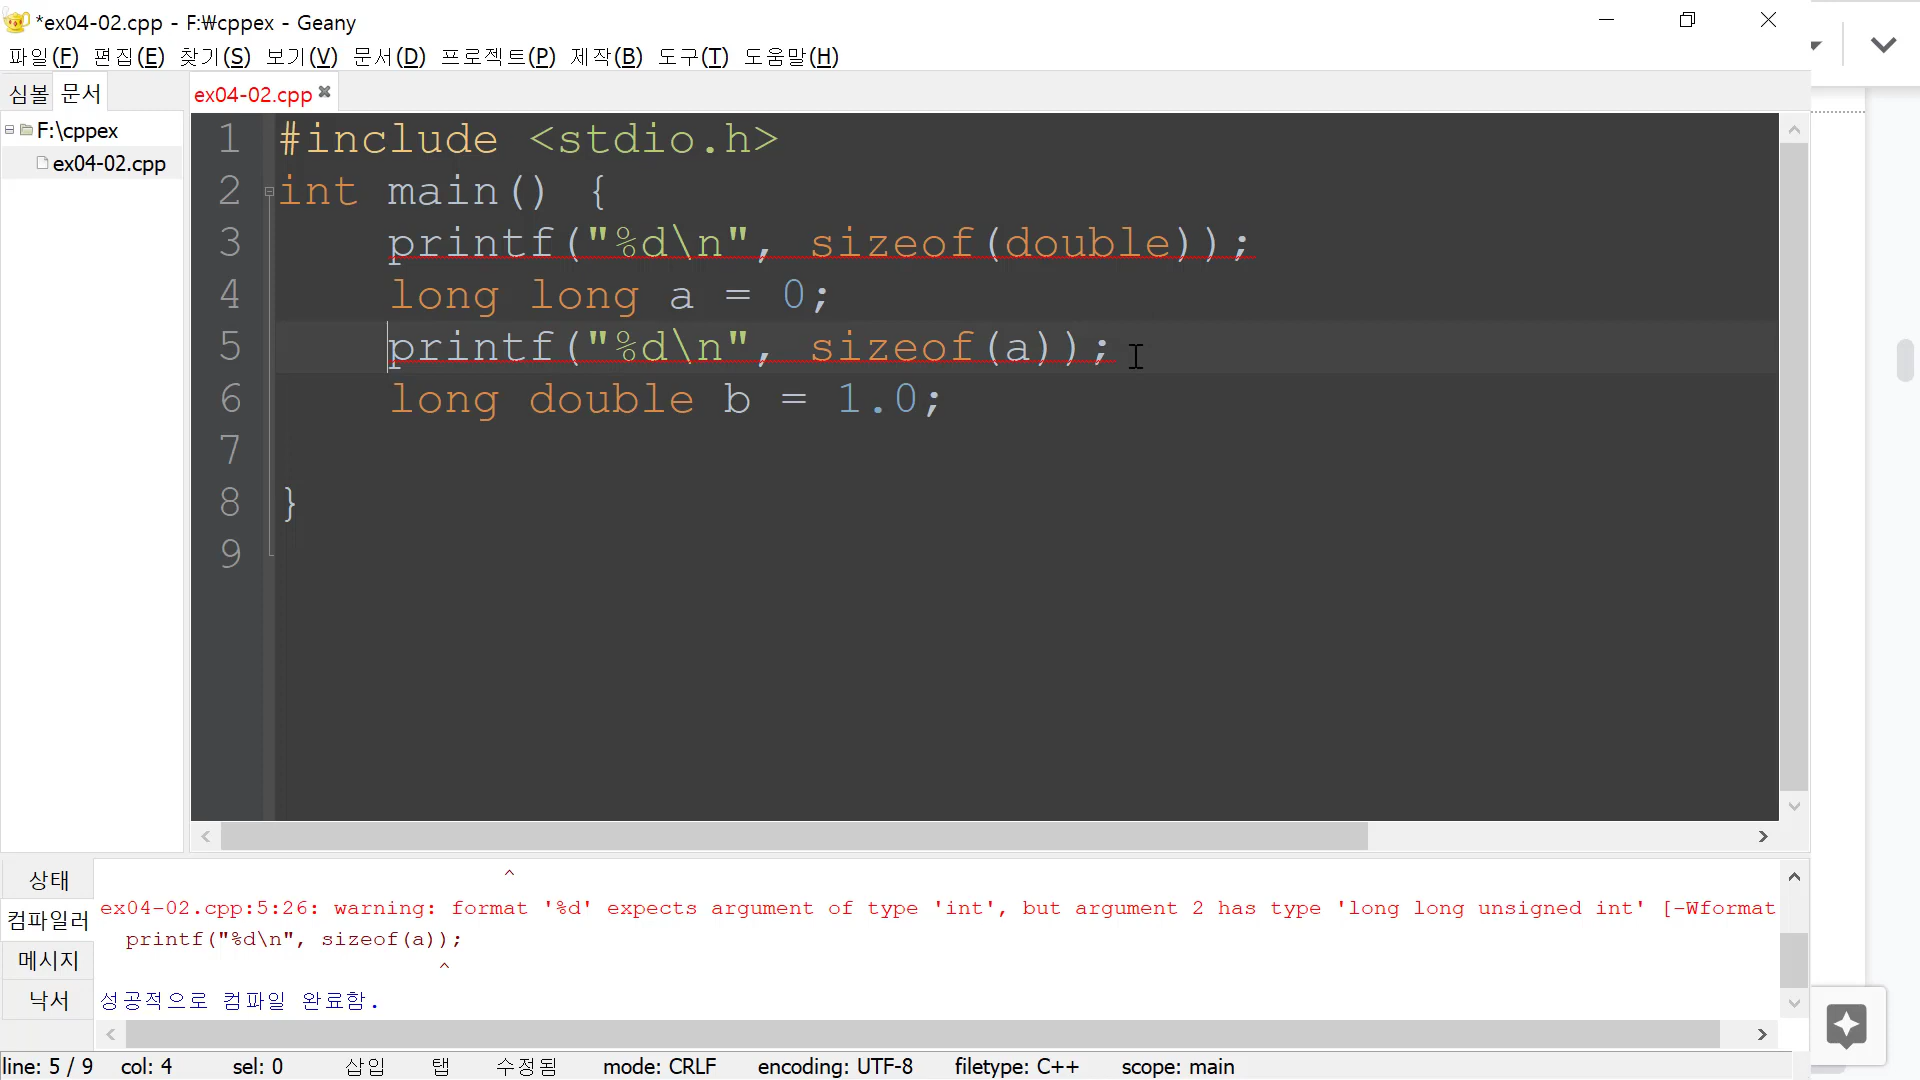 *ex04-02.cpp - F:₩cppex - Geany
파일(F) 편집(E) 찾기(S) 보기(V) 문서(D) 프로젝트(P) 제작(B) 도구(T) 도움말(H)
심볼 문서
ex04-02.cpp
F:\cppex
ex04-02.cpp
1 #include <stdio.h>
2 int main() {
3 printf("%d\n", sizeof(double));
4 long long a = 0;
5 printf("%d\n", sizeof(a));
6 long double b = 1.0;
7
8 }
9
상태
컴파일러
메시지
낙서
^
ex04-02.cpp:5:26: warning: format '%d' expects argument of type 'int', but argument 2 has type 'long long unsigned int' [-Wformat
printf("%d\n", sizeof(a));
^
성공적으로 컴파일 완료함.
line: 5 / 9 col: 4 sel: 0 삽입 탭 수정됨 mode: CRLF encoding: UTF-8 filetype: C++ scope: main